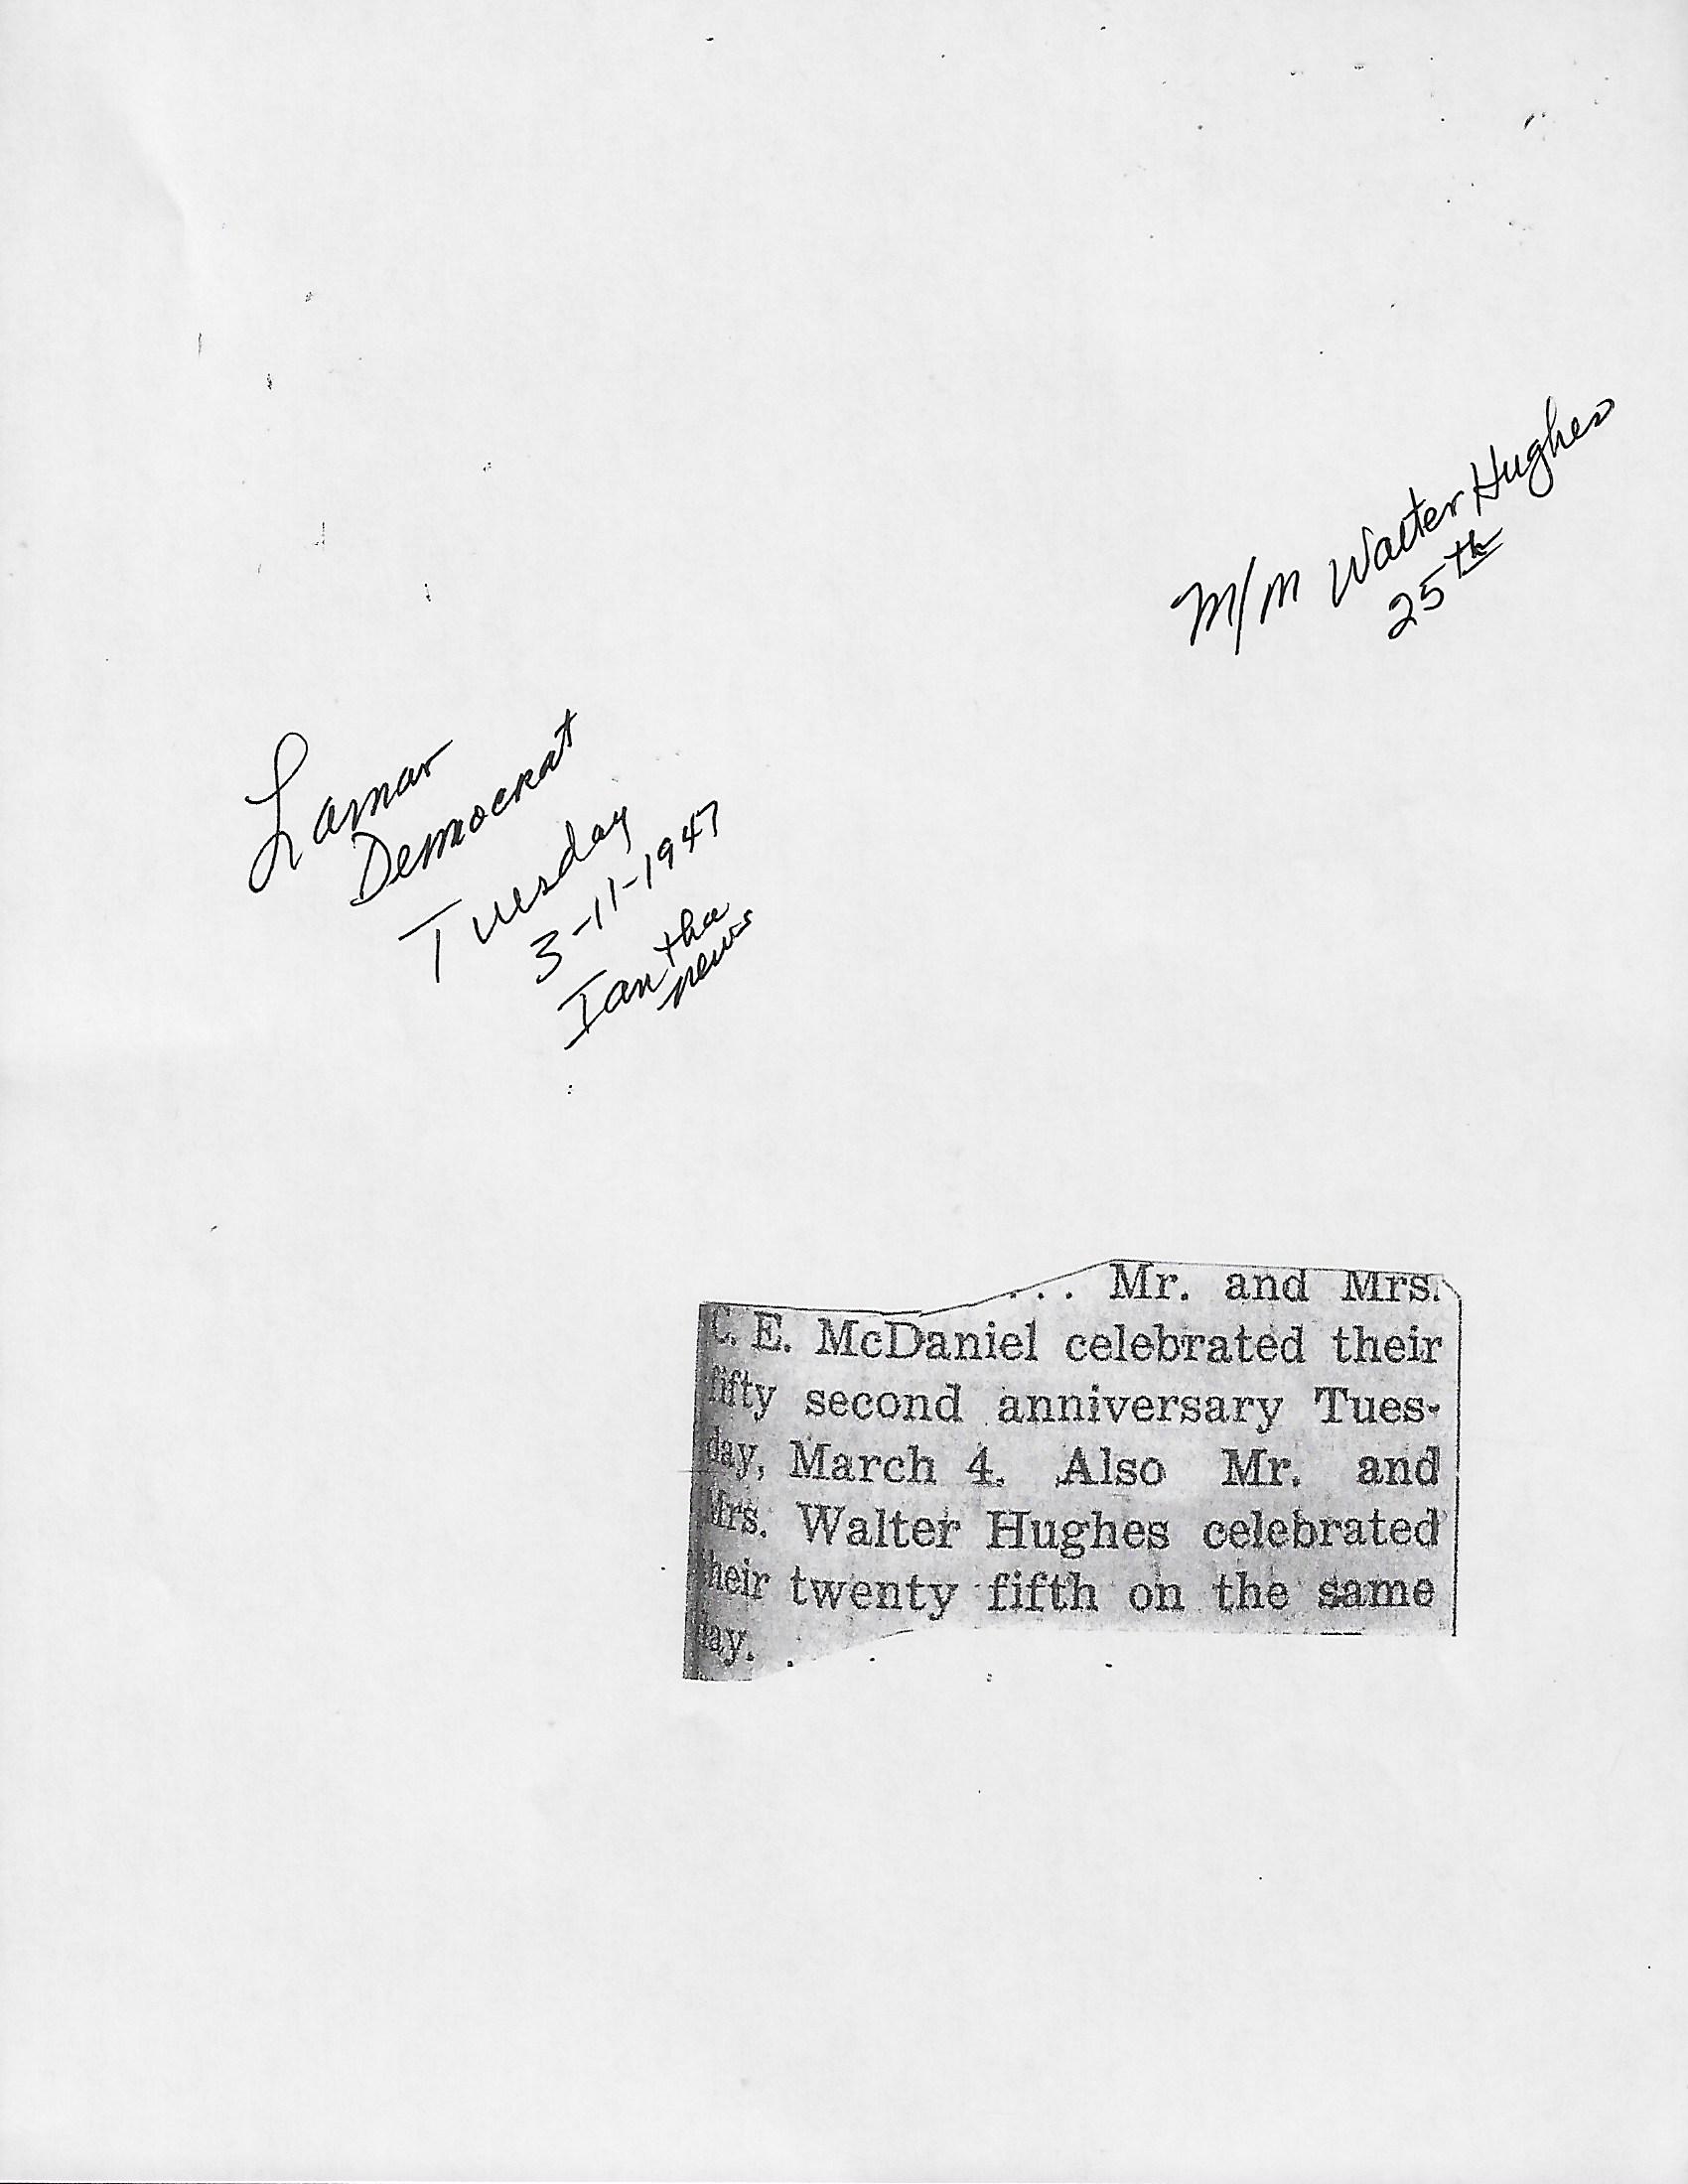 M/M Walter Hughes
25th
Lamar
Democrat
Tuesday
3-11-1947
Iantha
news
... Mr. and Mrs.
C. E. McDaniel celebrated their
fifty second anniversary Tues-
day, March 4. Also Mr. and
Mrs. Walter Hughes celebrated
their twenty fifth on the same
day.